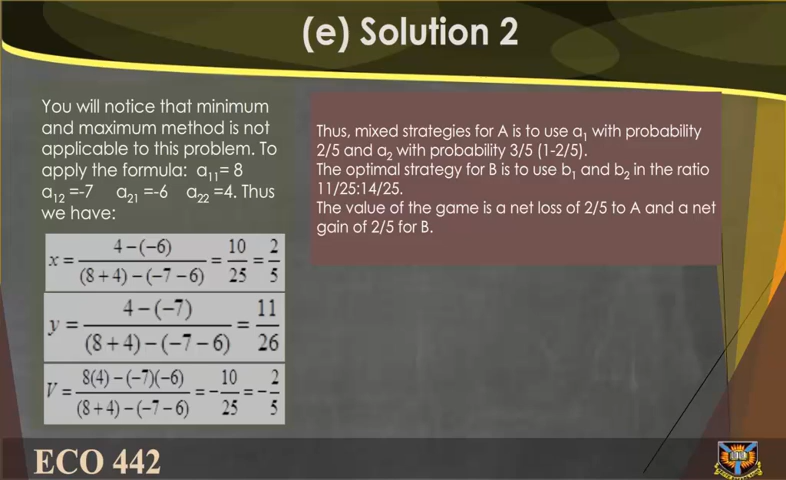 (e) Solution 2
You will notice that minimum
and maximum method is not
applicable to this problem. To
apply the formula: a₁₁= 8
a₁₂ =-7 a₂₁ =-6 a₂₂ =4. Thus
we have:
x = (4 −(−6))/((8+4)−(−7−6)) = 10/25 = 2/5
y = (4 −(−7))/((8+4)−(−7−6)) = 11/26
V = (8(4)−(−7)(−6))/((8+4)−(−7−6)) = −10/25 = −2/5
Thus, mixed strategies for A is to use a₁ with probability
2/5 and a₂ with probability 3/5 (1-2/5).
The optimal strategy for B is to use b₁ and b₂ in the ratio
11/25:14/25.
The value of the game is a net loss of 2/5 to A and a net
gain of 2/5 for B.
ECO 442